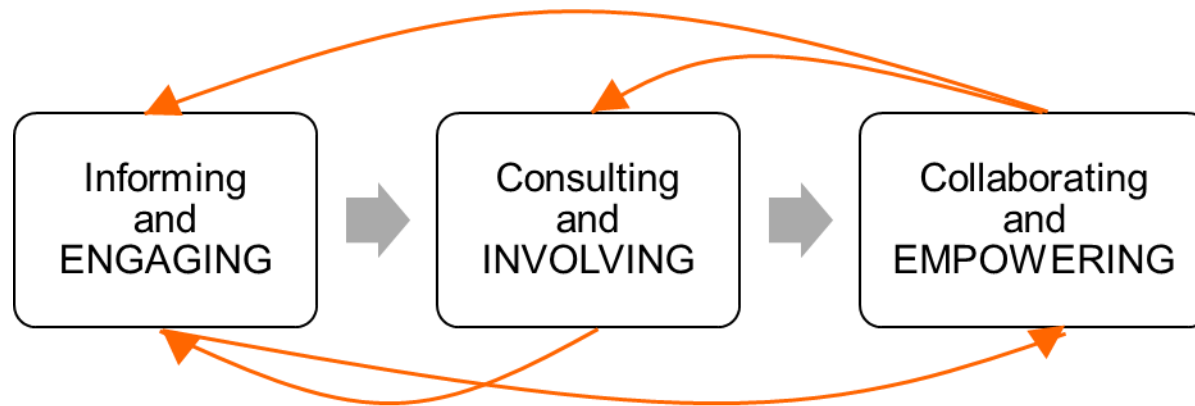 Informing
and
ENGAGING
Consulting
and
INVOLVING
Collaborating
and
EMPOWERING